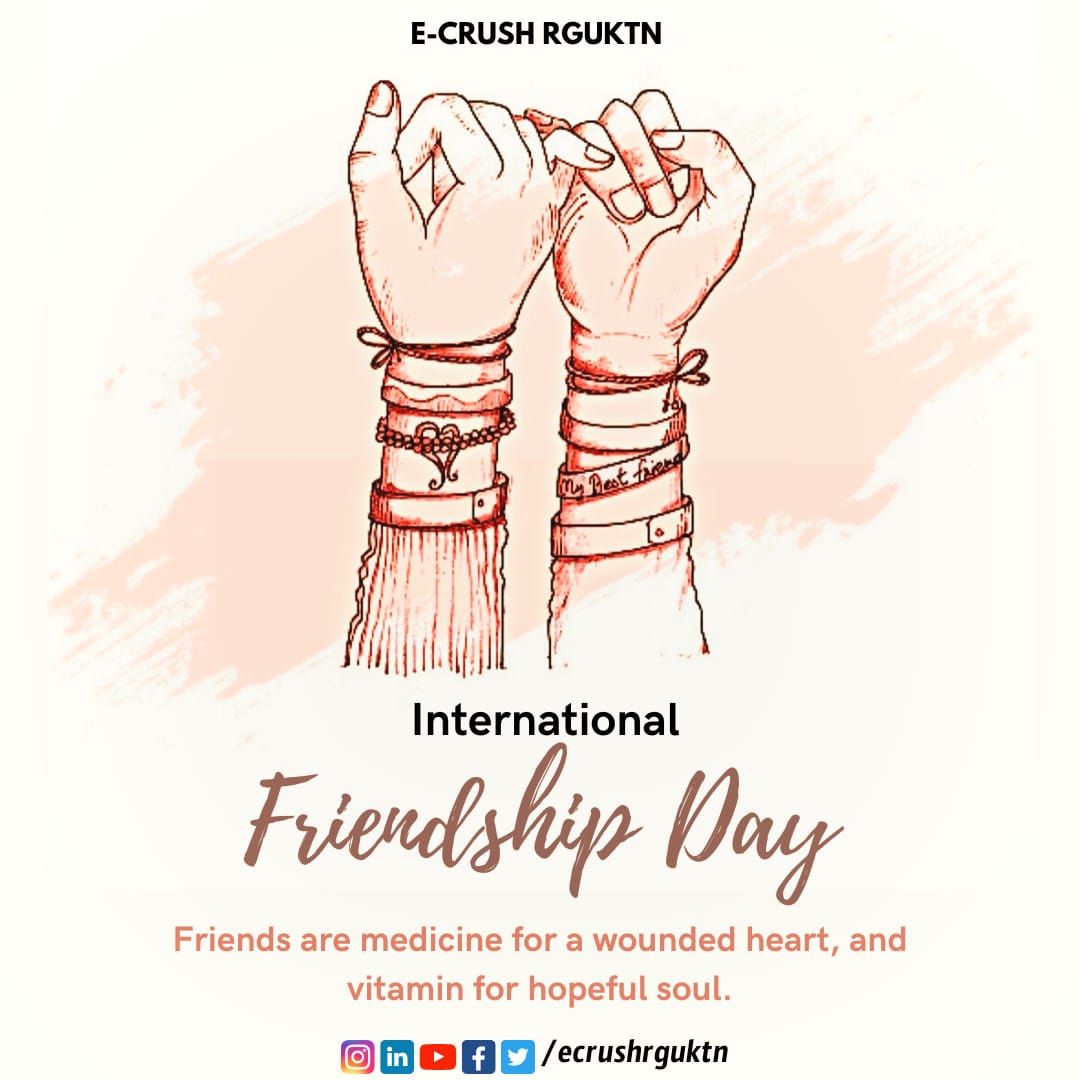 E-CRUSH RGUKTN
My Best friend
International
Friendship Day
Friends are medicine for a wounded heart, and
vitamin for hopeful soul.
/ecrushrguktn